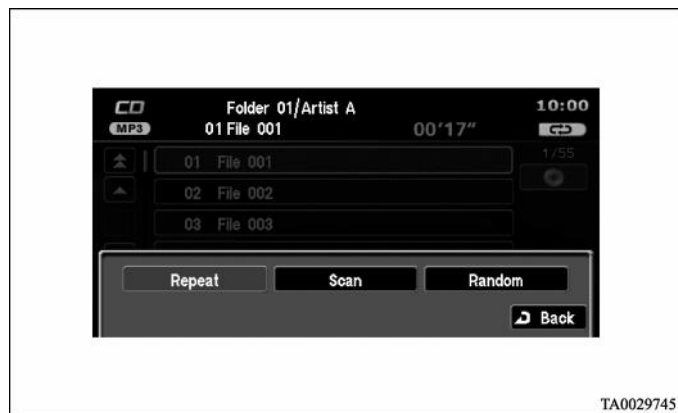 CD Folder 01/Artist A 10:00
MP3 01 File 001 00'17"
01 File 001 1/55
02 File 002
03 File 003
Repeat Scan Random
Back
TA0029745